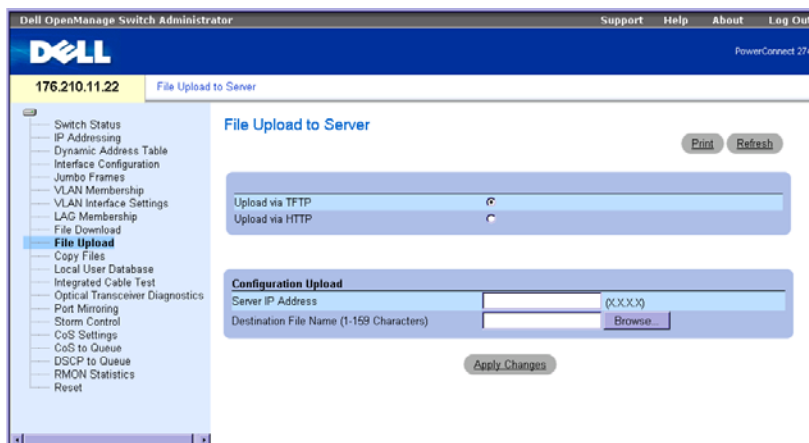 Dell OpenManage Switch Administrator
Support Help About Log Out
DELL
PowerConnect 274
176.210.11.22
File Upload to Server
Switch Status
IP Addressing
Dynamic Address Table
Interface Configuration
Jumbo Frames
VLAN Membership
VLAN Interface Settings
LAG Membership
File Download
File Upload
Copy Files
Local User Database
Integrated Cable Test
Optical Transceiver Diagnostics
Port Mirroring
Storm Control
CoS Settings
CoS to Queue
DSCP to Queue
RMON Statistics
Reset
File Upload to Server
Print Refresh
Upload via TFTP
Upload via HTTP
Configuration Upload
Server IP Address (X.X.X.X)
Destination File Name (1-159 Characters) Browse...
Apply Changes